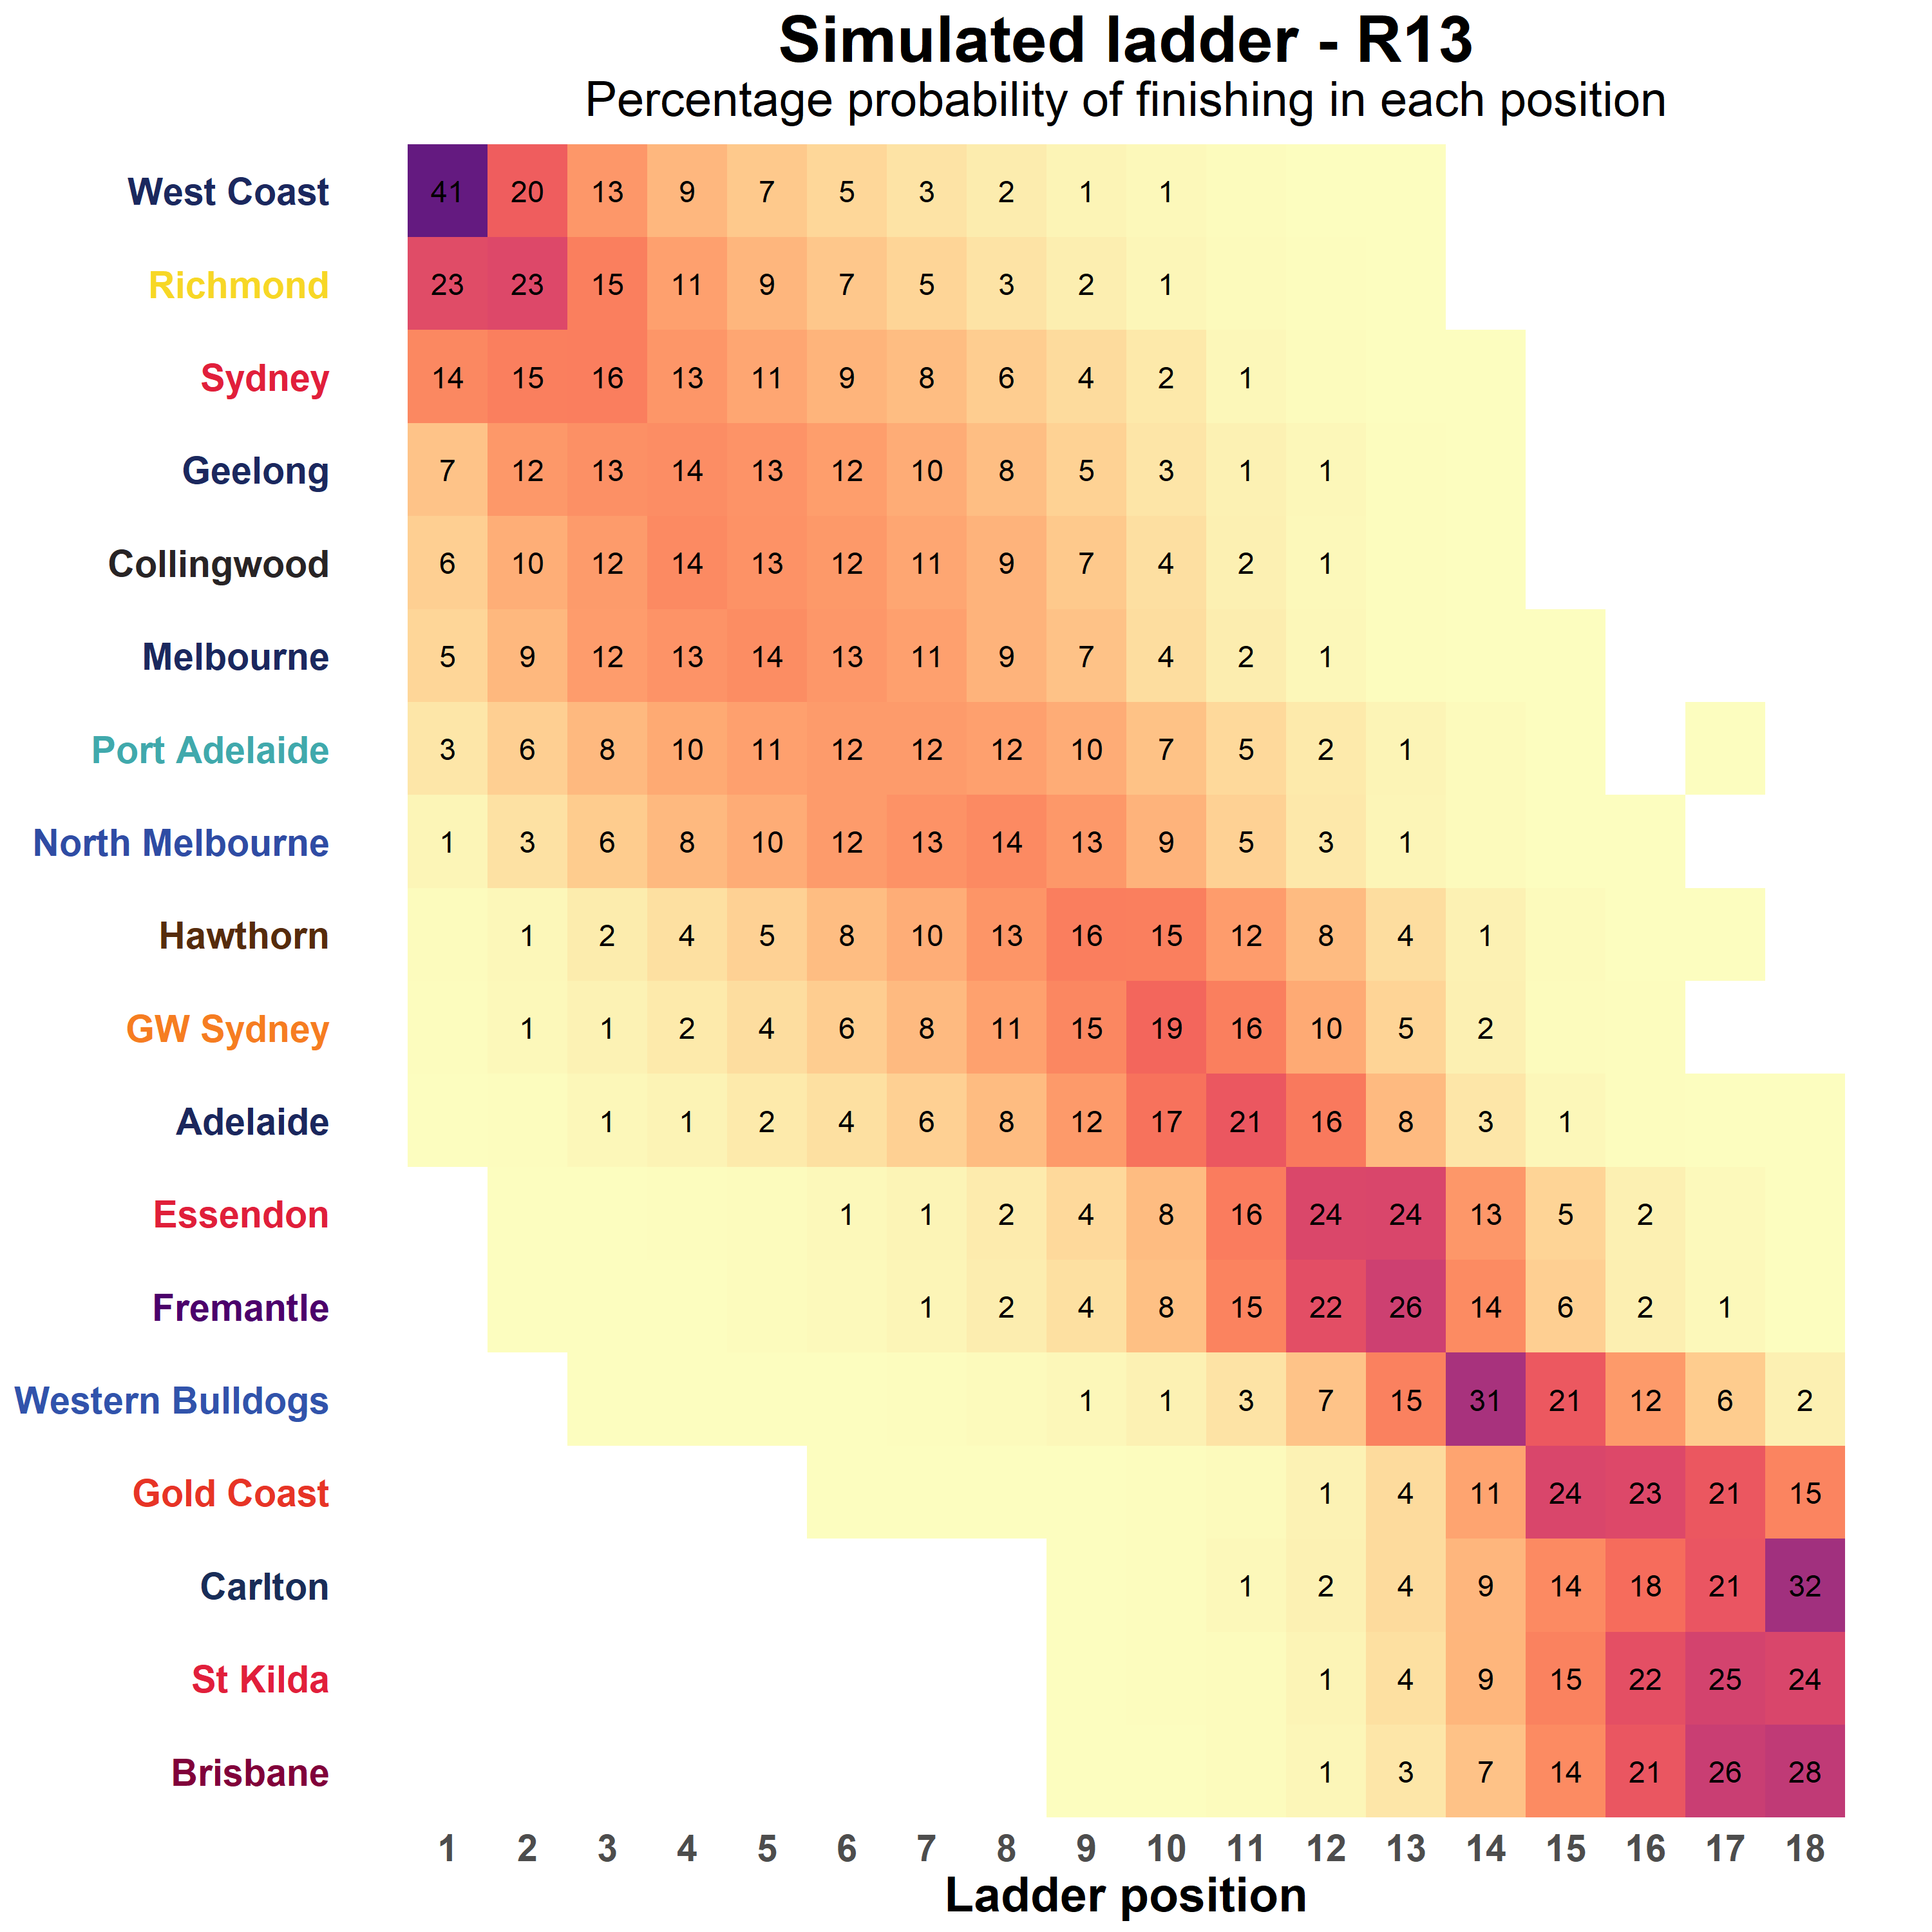 Simulated ladder - R13
Percentage probability of finishing in each position
West Coast 41 20 13 9 7 5 3 2 1 1
Richmond 23 23 15 11 9 7 5 3 2 1
Sydney 14 15 16 13 11 9 8 6 4 2 1
Geelong 7 12 13 14 13 12 10 8 5 3 1 1
Collingwood 6 10 12 14 13 12 11 9 7 4 2 1
Melbourne 5 9 12 13 14 13 11 9 7 4 2 1
Port Adelaide 3 6 8 10 11 12 12 12 10 7 5 2 1
North Melbourne 1 3 6 8 10 12 13 14 13 9 5 3 1
Hawthorn 1 2 4 5 8 10 13 16 15 12 8 4 1
GW Sydney 1 1 2 4 6 8 11 15 19 16 10 5 2
Adelaide 1 1 2 4 6 8 12 17 21 16 8 3 1
Essendon 1 1 2 4 8 16 24 24 13 5 2
Fremantle 1 2 4 8 15 22 26 14 6 2 1
Western Bulldogs 1 1 3 7 15 31 21 12 6 2
Gold Coast 1 4 11 24 23 21 15
Carlton 1 2 4 9 14 18 21 32
St Kilda 1 4 9 15 22 25 24
Brisbane 1 3 7 14 21 26 28
1 2 3 4 5 6 7 8 9 10 11 12 13 14 15 16 17 18
Ladder position